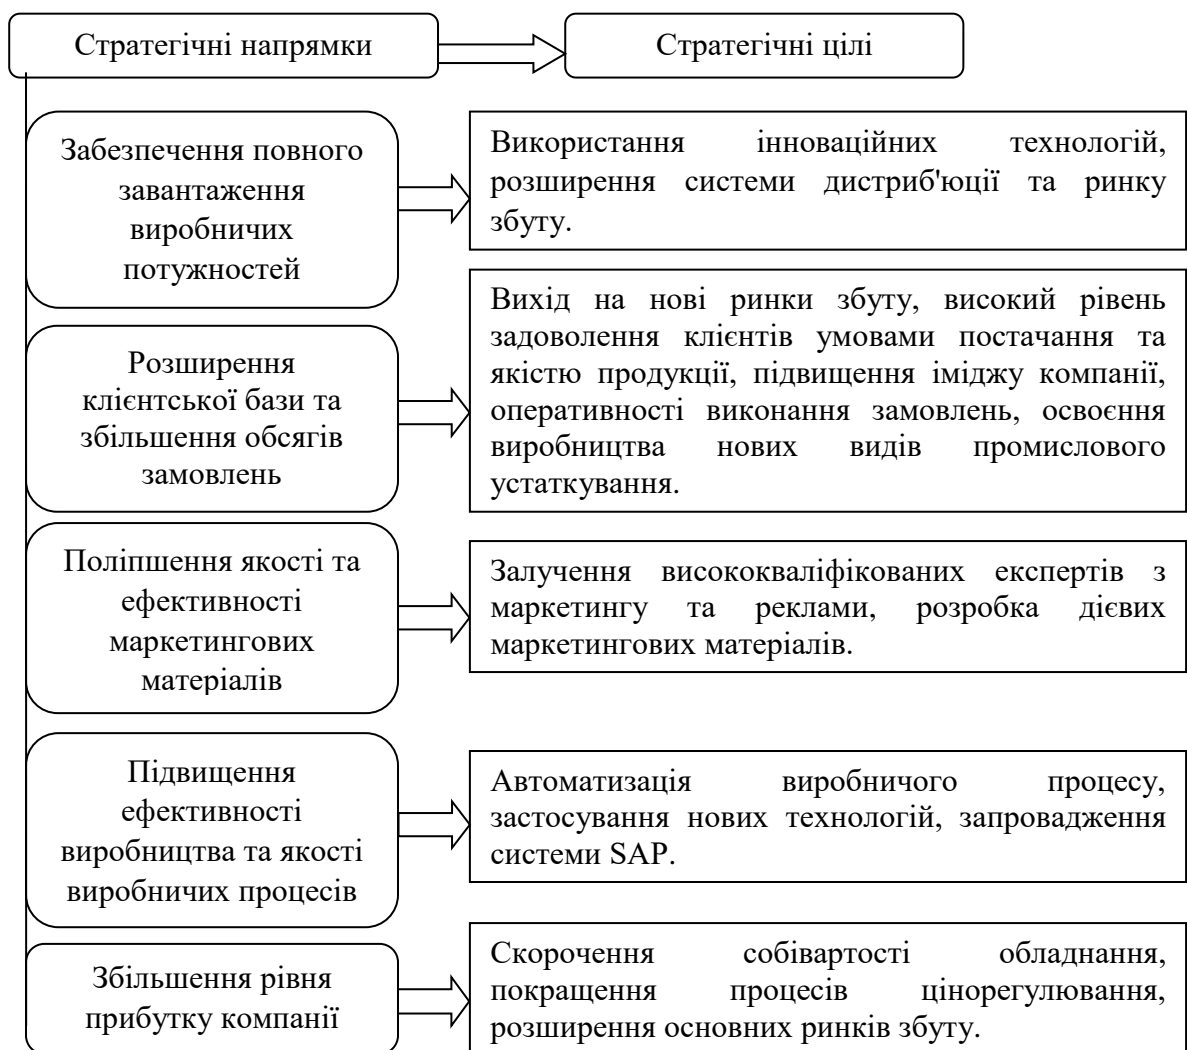 Стратегічні напрямки
Стратегічні цілі
Забезпечення повного
завантаження
виробничих
потужностей
Використання інноваційних технологій,
розширення системи дистриб'юції та ринку
збуту.
Розширення
клієнтської бази та
збільшення обсягів
замовлень
Вихід на нові ринки збуту, високий рівень
задоволення клієнтів умовами постачання та
якістю продукції, підвищення іміджу компанії,
оперативності виконання замовлень, освоєння
виробництва нових видів промислового
устаткування.
Поліпшення якості та
ефективності
маркетингових
матеріалів
Залучення висококваліфікованих експертів з
маркетингу та реклами, розробка дієвих
маркетингових матеріалів.
Підвищення
ефективності
виробництва та якості
виробничих процесів
Автоматизація виробничого процесу,
застосування нових технологій, запровадження
системи SAP.
Збільшення рівня
прибутку компанії
Скорочення собівартості обладнання,
покращення процесів цінорегулювання,
розширення основних ринків збуту.